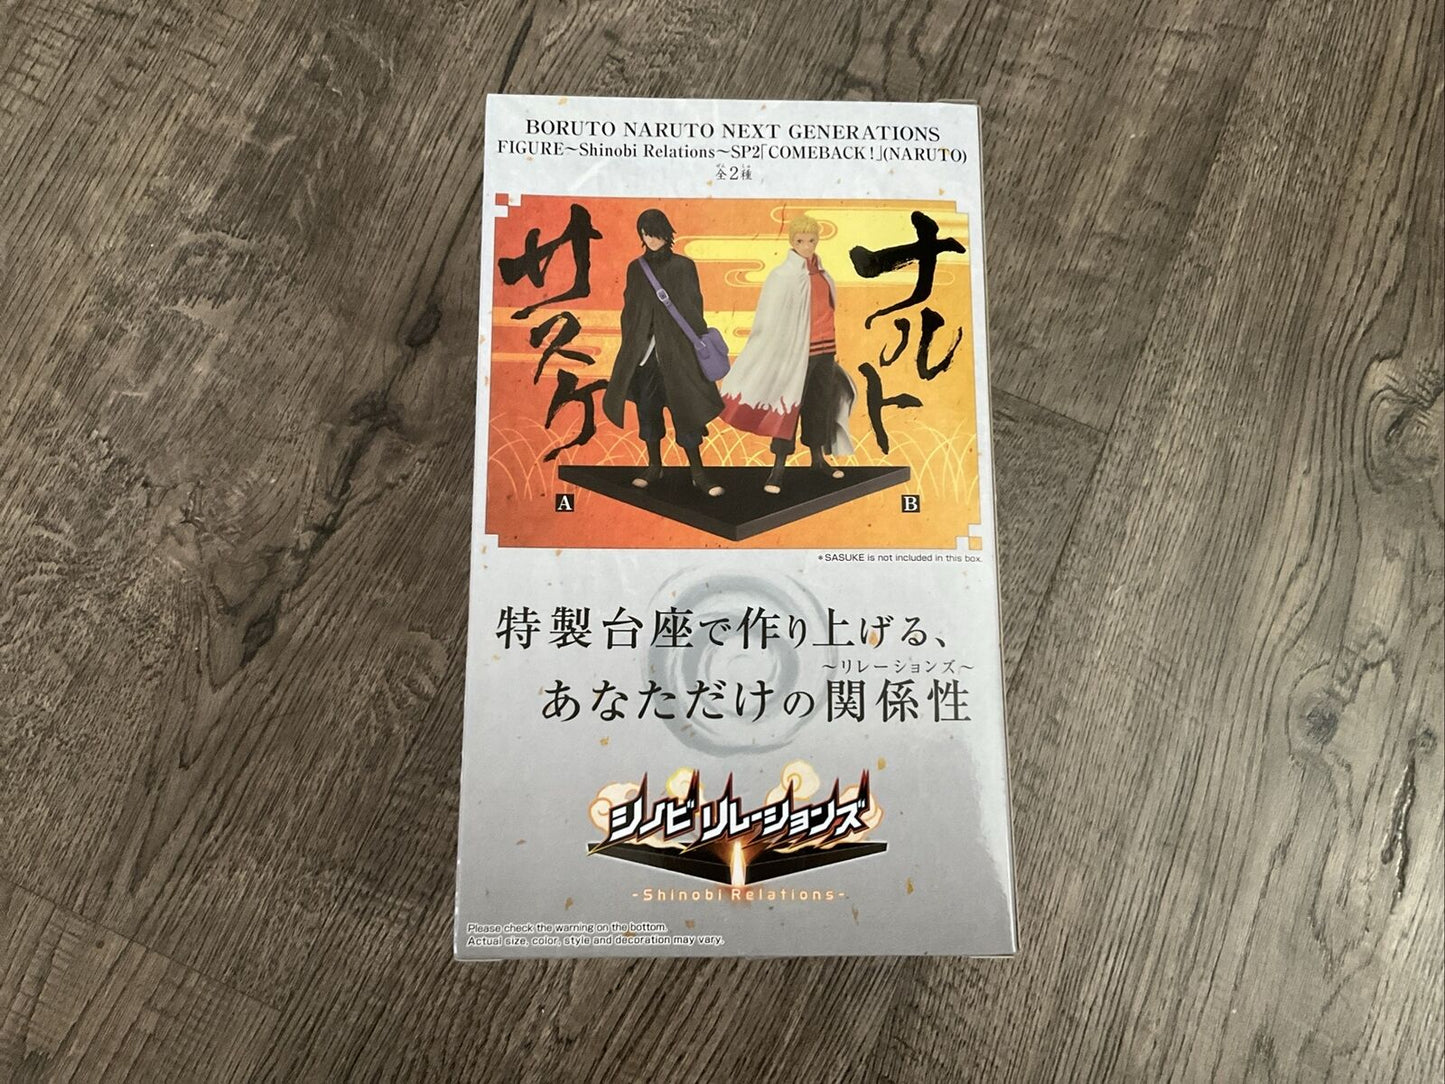 BORUTO NARUTO NEXT GENERATIONS
FIGURE～Shinobi Relations～SP2「COMEBACK！」(NARUTO)
ぜん しゅ
全2種
サスケ
ナルト
A
B
＊SASUKE is not included in this box.
特製台座で作り上げる、
～リレーションズ～
あなただけの関係性
シノビリレーションズ
-Shinobi Relations-
Please check the warning on the bottom.
Actual size, color, style and decoration may vary.